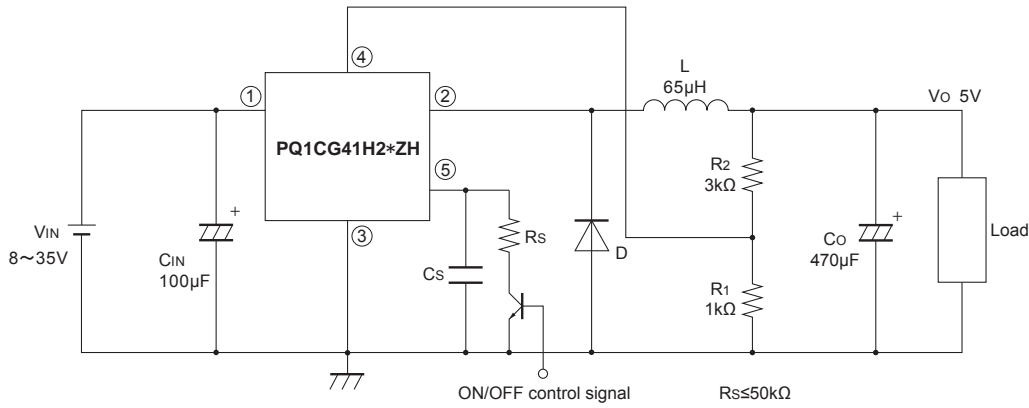 ④
L
65μH
①
②
VO 5V
PQ1CG41H2∗ZH
R2
3kΩ
⑤
+
+
③
RS
VIN
8～35V
CIN
100μF
CS
D
CO
470μF
Load
R1
1kΩ
ON/OFF control signal
RS≤50kΩ